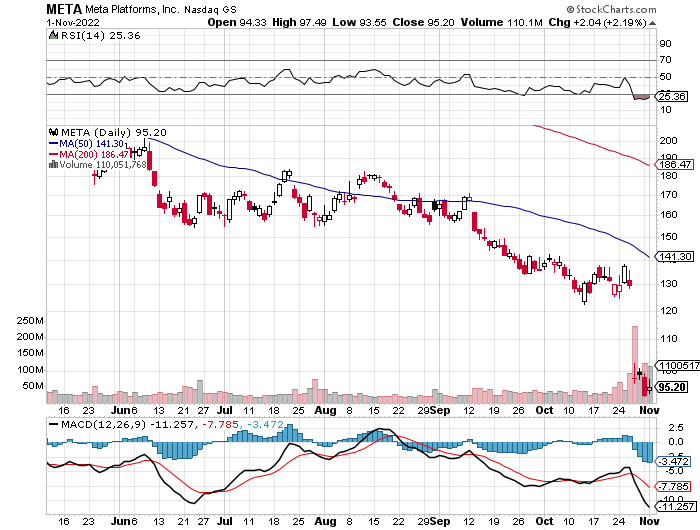 META Meta Platforms, Inc. Nasdaq GS © StockCharts.com
1-Nov-2022 Open 94.33 High 97.49 Low 93.55 Close 95.20 Volume 110.1M Chg +2.04 (+2.19%)
RSI(14) 25.36
90
70
50
30
25.36
10
META (Daily) 95.20
MA(50) 141.30
MA(200) 186.47
Volume 110,051,768
200
190
186.47
180
170
160
150
141.30
130
120
110
100
1100517
95.20
250M
200M
150M
100M
50M
16 23 Jun 6 13 21 27 Jul 11 18 25 Aug 8 15 22 29 Sep 12 19 26 Oct 10 17 24 Nov
MACD(12,26,9) -11.257, -7.785, -3.472
2.5
0.0
-3.472
-5.0
-7.785
-10.0
-11.257
16 23 Jun 6 13 21 27 Jul 11 18 25 Aug 8 15 22 29 Sep 12 19 26 Oct 10 17 24 Nov